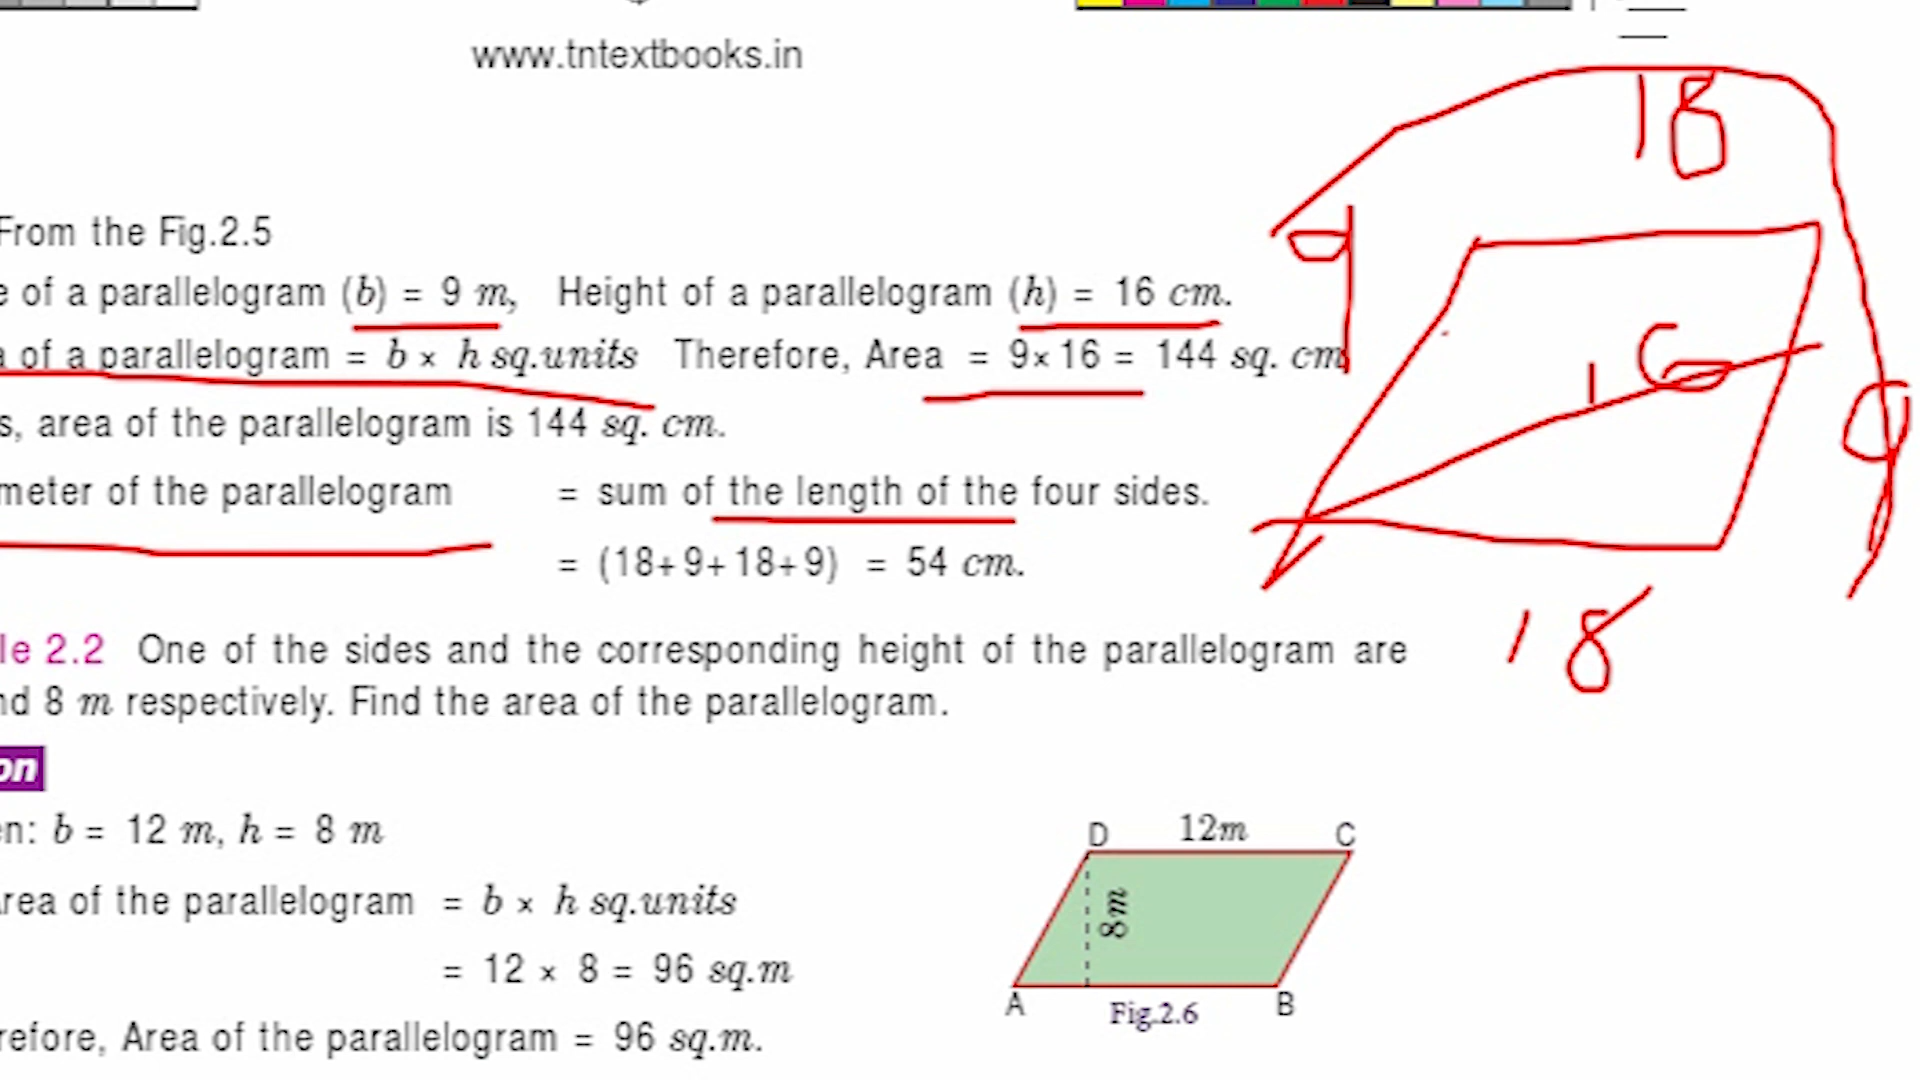 www.tntextbooks.in
18
From the Fig.2.5
9
e of a parallelogram (b) = 9 m, Height of a parallelogram (h) = 16 cm.
a of a parallelogram = b × h sq.units Therefore, Area = 9×16 = 144 sq. cm
16
9
s, area of the parallelogram is 144 sq. cm.
meter of the parallelogram = sum of the length of the four sides.
= (18+9+18+9) = 54 cm.
18
le 2.2 One of the sides and the corresponding height of the parallelogram are
nd 8 m respectively. Find the area of the parallelogram.
on
en: b = 12 m, h = 8 m
D 12m C
8m
rea of the parallelogram = b × h sq.units
= 12 × 8 = 96 sq.m
A B
Fig.2.6
refore, Area of the parallelogram = 96 sq.m.